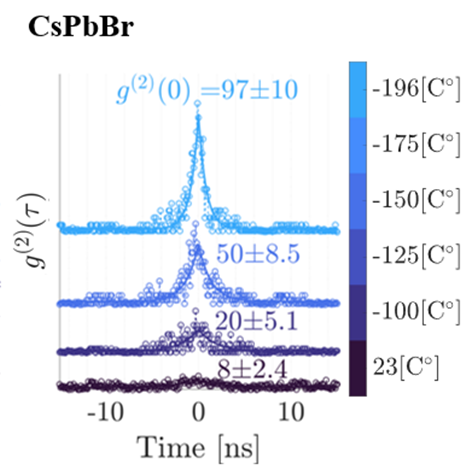 CsPbBr
g⁽²⁾(0) =97±10
50±8.5
20±5.1
8±2.4
g⁽²⁾(τ)
-10 0 10
Time [ns]
-196[C°]
-175[C°]
-150[C°]
-125[C°]
-100[C°]
23[C°]